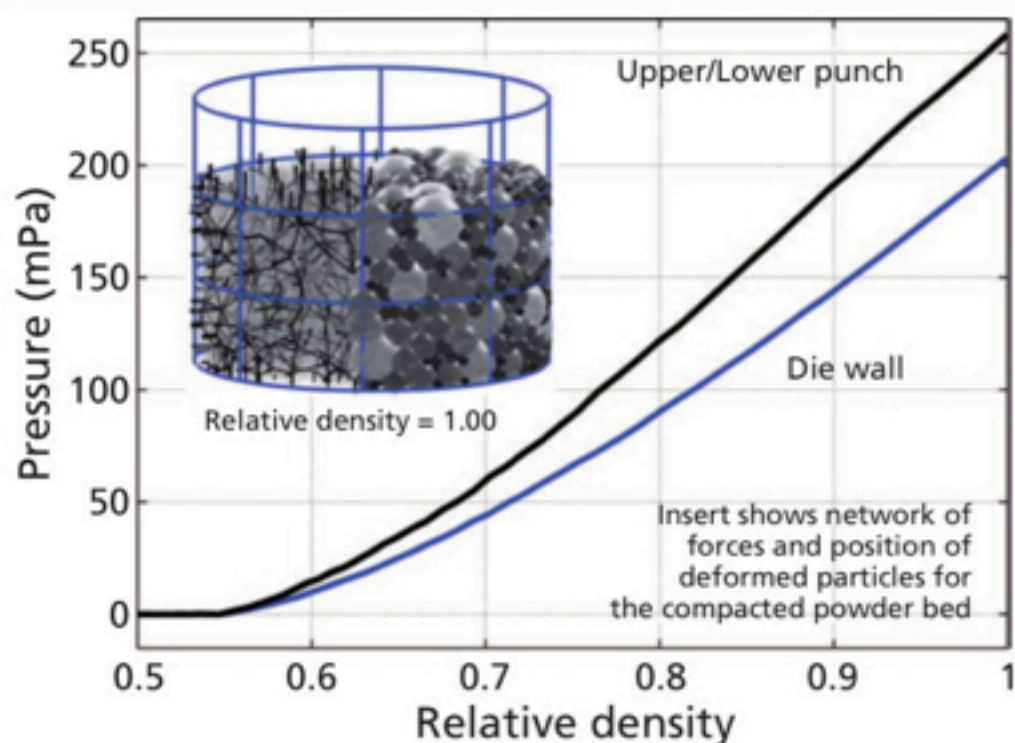 250
200
150
100
50
0
Pressure (mPa)
Upper/Lower punch
Die wall
Relative density = 1.00
Insert shows network of
forces and position of
deformed particles for
the compacted powder bed
0.5 0.6 0.7 0.8 0.9 1
Relative density